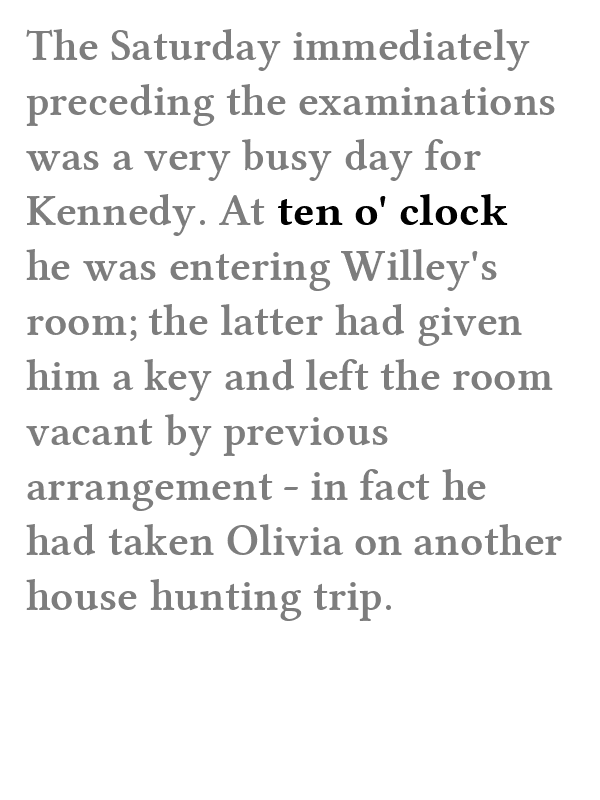 The Saturday immediately
preceding the examinations
was a very busy day for
Kennedy. At ten o' clock
he was entering Willey's
room; the latter had given
him a key and left the room
vacant by previous
arrangement - in fact he
had taken Olivia on another
house hunting trip.